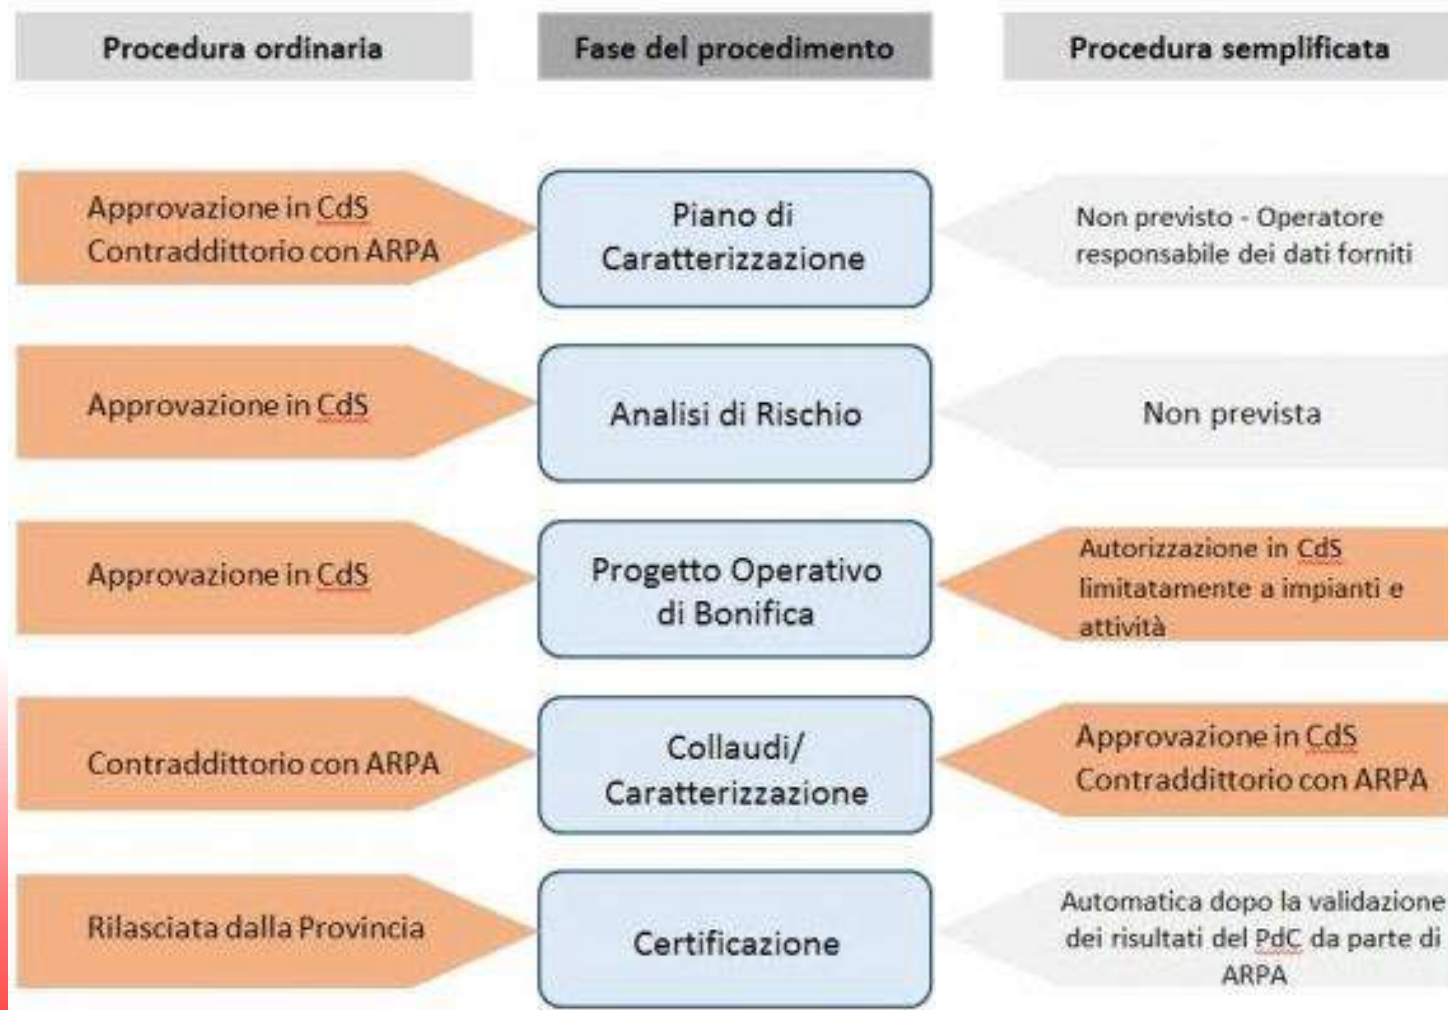 Procedura ordinaria
Fase del procedimento
Procedura semplificata
Approvazione in CdS
Contraddittorio con ARPA
Piano di
Caratterizzazione
Non previsto - Operatore
responsabile dei dati forniti
Approvazione in CdS
Analisi di Rischio
Non prevista
Approvazione in CdS
Progetto Operativo
di Bonifica
Autorizzazione in CdS
limitatamente a impianti e
attività
Contraddittorio con ARPA
Collaudi/
Caratterizzazione
Approvazione in CdS
Contraddittorio con ARPA
Rilasciata dalla Provincia
Certificazione
Automatica dopo la validazione
dei risultati del PdC da parte di
ARPA